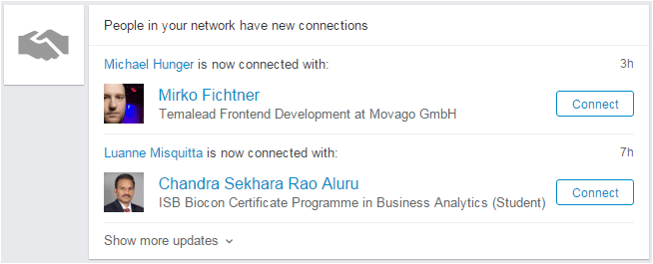 People in your network have new connections
Michael Hunger is now connected with: 3h
Mirko Fichtner
Temalead Frontend Development at Movago GmbH
Connect
Luanne Misquitta is now connected with: 7h
Chandra Sekhara Rao Aluru
ISB Biocon Certificate Programme in Business Analytics (Student)
Connect
Show more updates